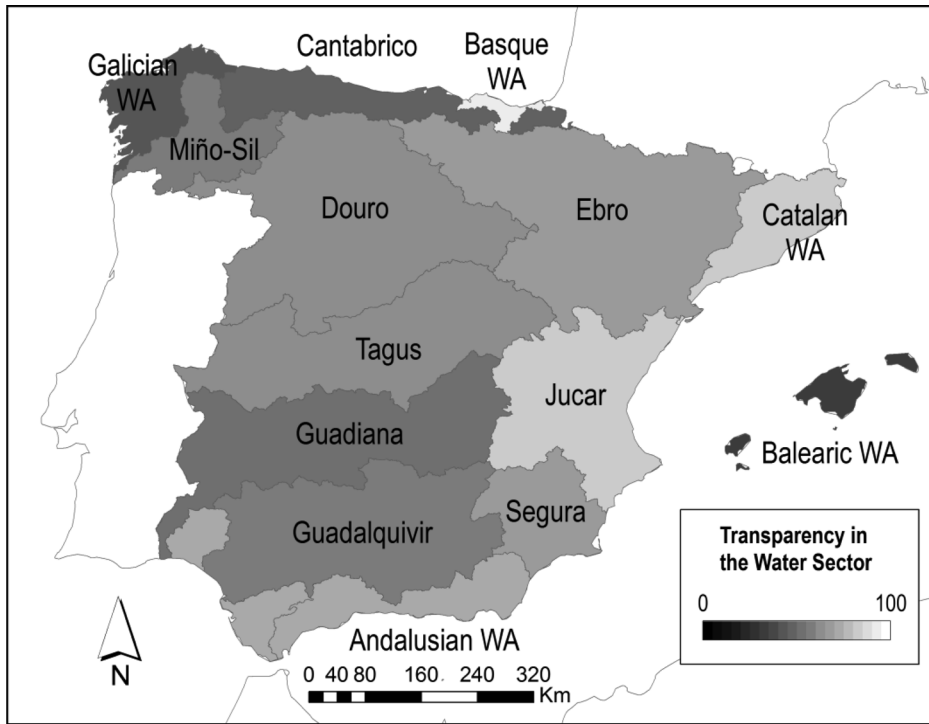 Cantabrico
Basque
WA
Galician
WA
Miño-Sil
Douro
Ebro
Catalan
WA
Tagus
Jucar
Guadiana
Balearic WA
Segura
Guadalquivir
Transparency in
the Water Sector
0 100
Andalusian WA
N
0 40 80 160 240 320
Km